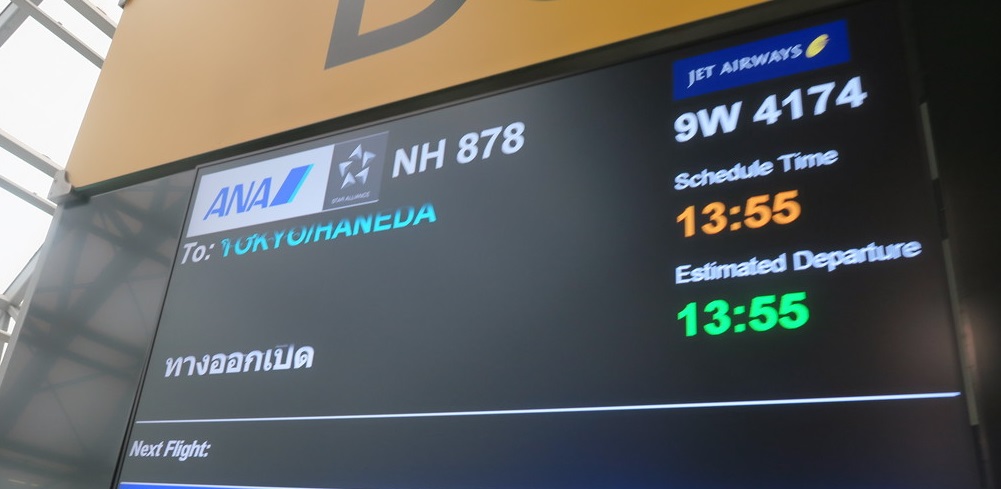 JET AIRWAYS
9W 4174
ANA
STAR ALLIANCE
NH 878
Schedule Time
To: TOKYO/HANEDA
13:55
Estimated Departure
13:55
ทางออกเปิด
Next Flight: